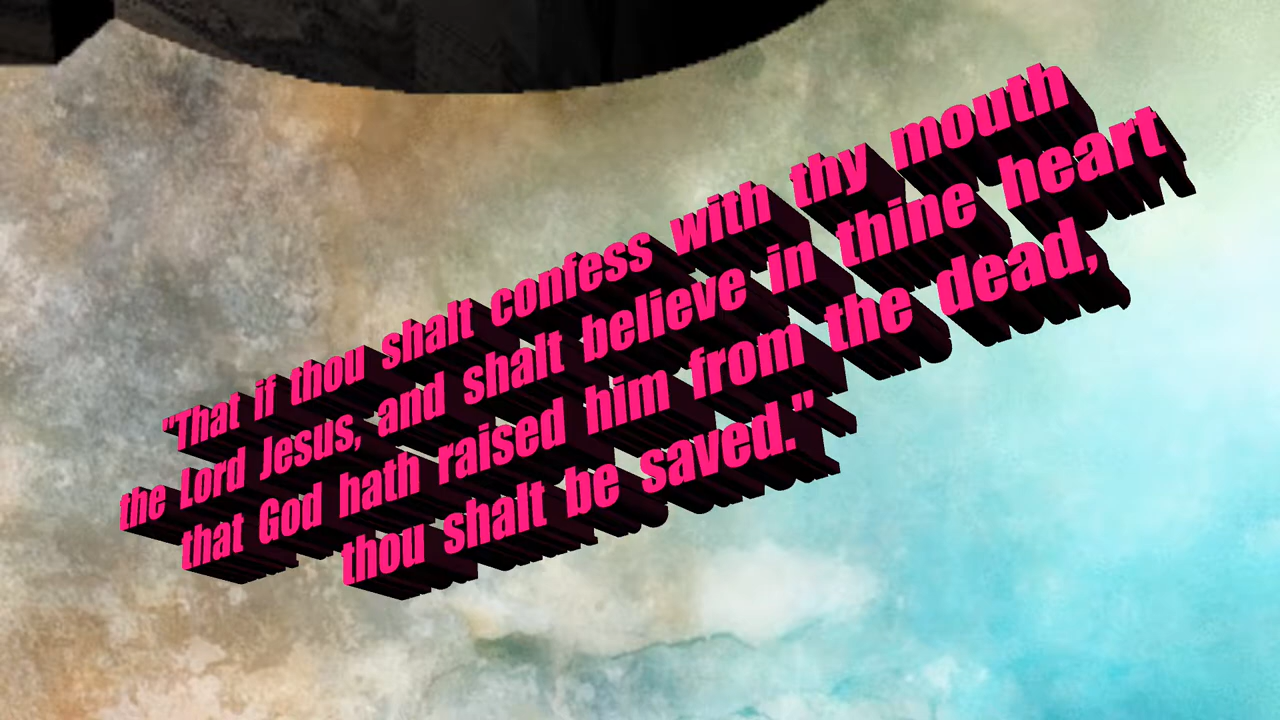 "That if thou shalt confess with thy mouth
the Lord Jesus, and shalt believe in thine heart
that God hath raised him from the dead,
thou shalt be saved."